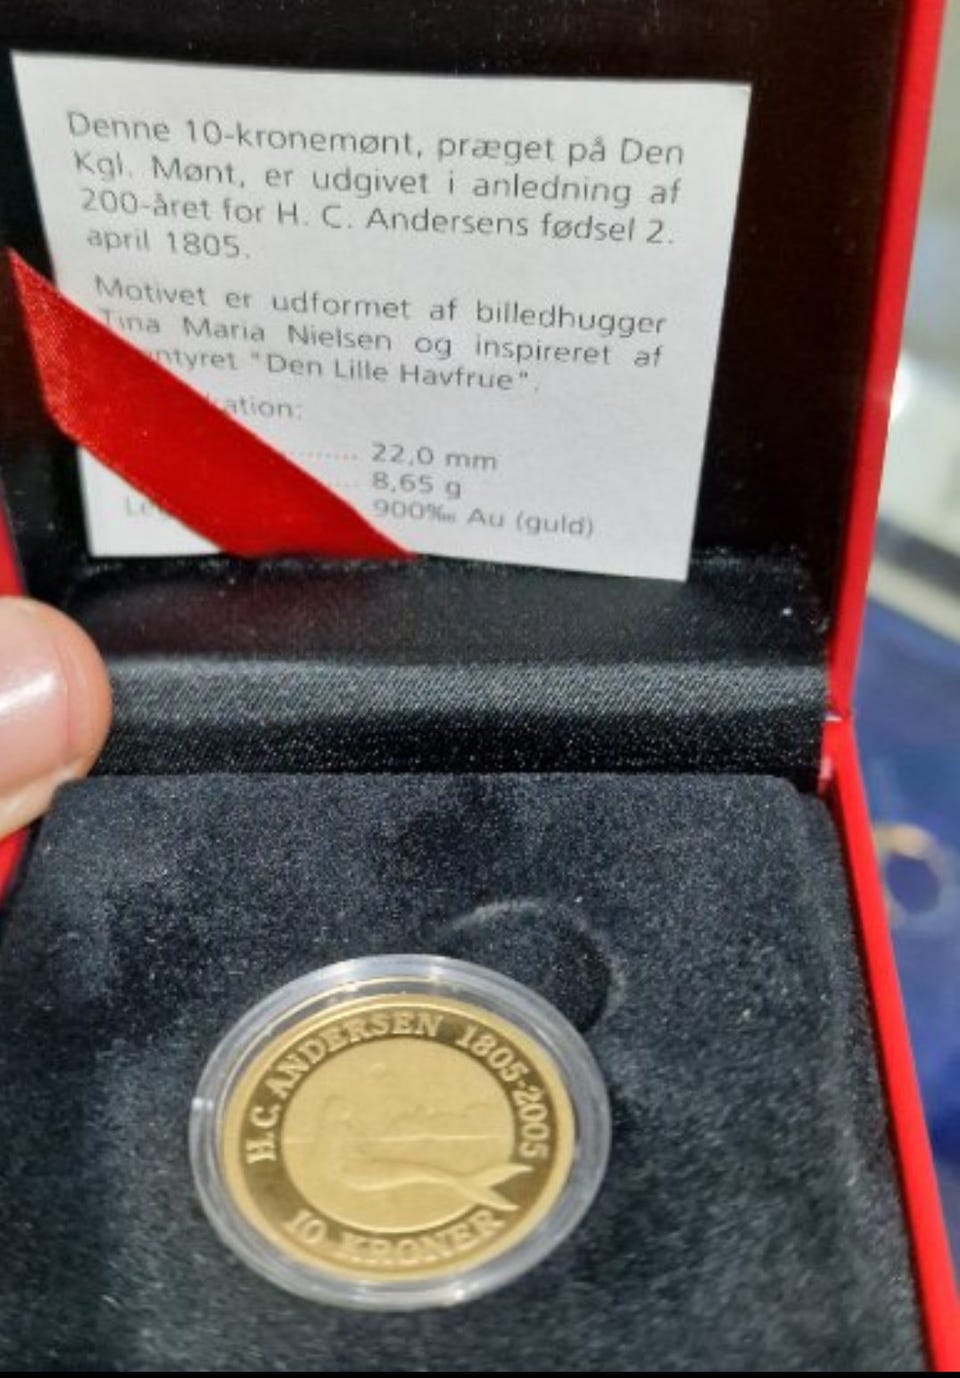 Denne 10-kronemønt, præget på Den
Kgl. Mønt, er udgivet i anledning af
200-året for H. C. Andersens fødsel 2.
april 1805.
Motivet er udformet af billedhugger
Tina Maria Nielsen og inspireret af
ntyret "Den Lille Havfrue".
kation:
22,0 mm
8,65 g
900‰ Au (guld)
H.C. ANDERSEN 1805-2005
10 KRONER